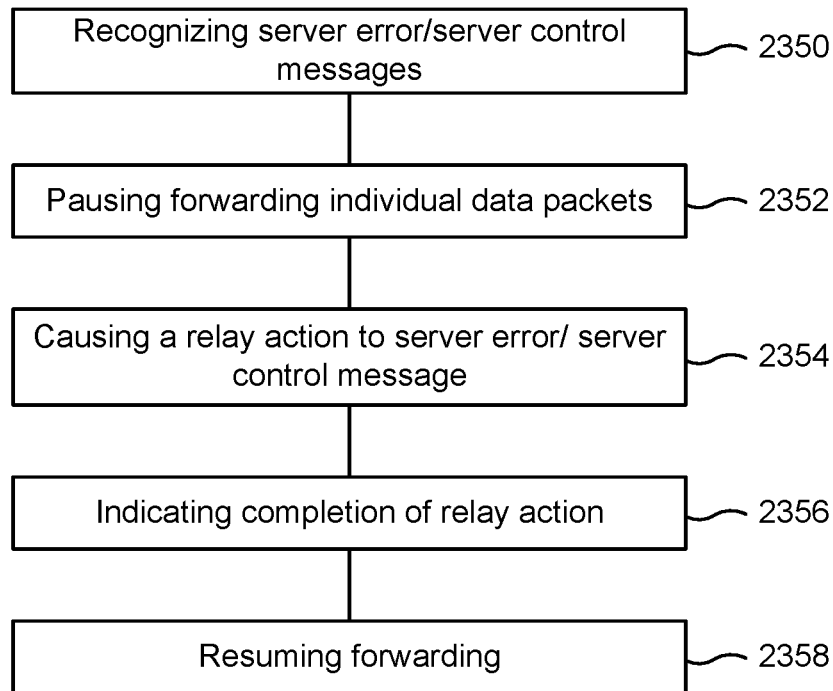 Recognizing server error/server control
messages
2350
Pausing forwarding individual data packets
2352
Causing a relay action to server error/ server
control message
2354
Indicating completion of relay action
2356
Resuming forwarding
2358